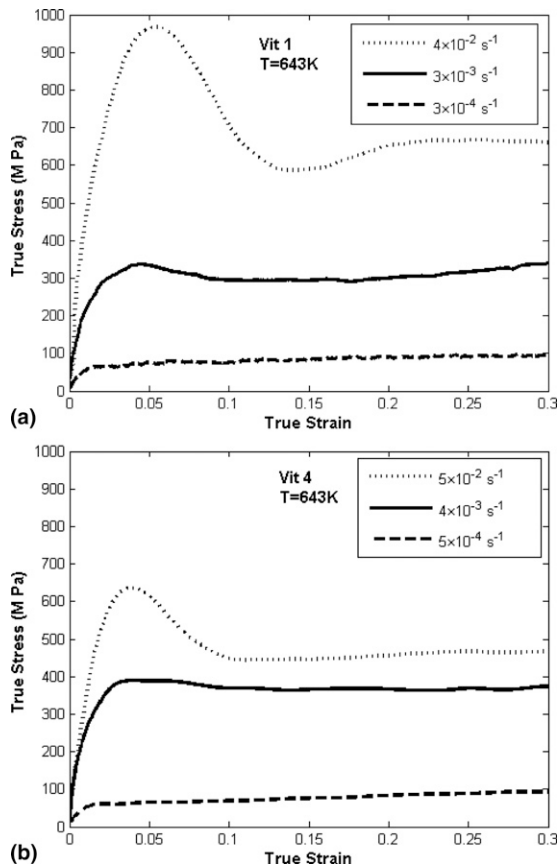 1000
900
800
700
600
500
400
300
200
100
0
True Stress (M Pa)
Vit 1
T=643K
4×10⁻² s⁻¹
3×10⁻³ s⁻¹
3×10⁻⁴ s⁻¹
0 0.05 0.1 0.15 0.2 0.25 0.3
True Strain
(a)
1000
900
800
700
600
500
400
300
200
100
0
True Stress (M Pa)
Vit 4
T=643K
5×10⁻² s⁻¹
4×10⁻³ s⁻¹
5×10⁻⁴ s⁻¹
0 0.05 0.1 0.15 0.2 0.25 0.3
True Strain
(b)